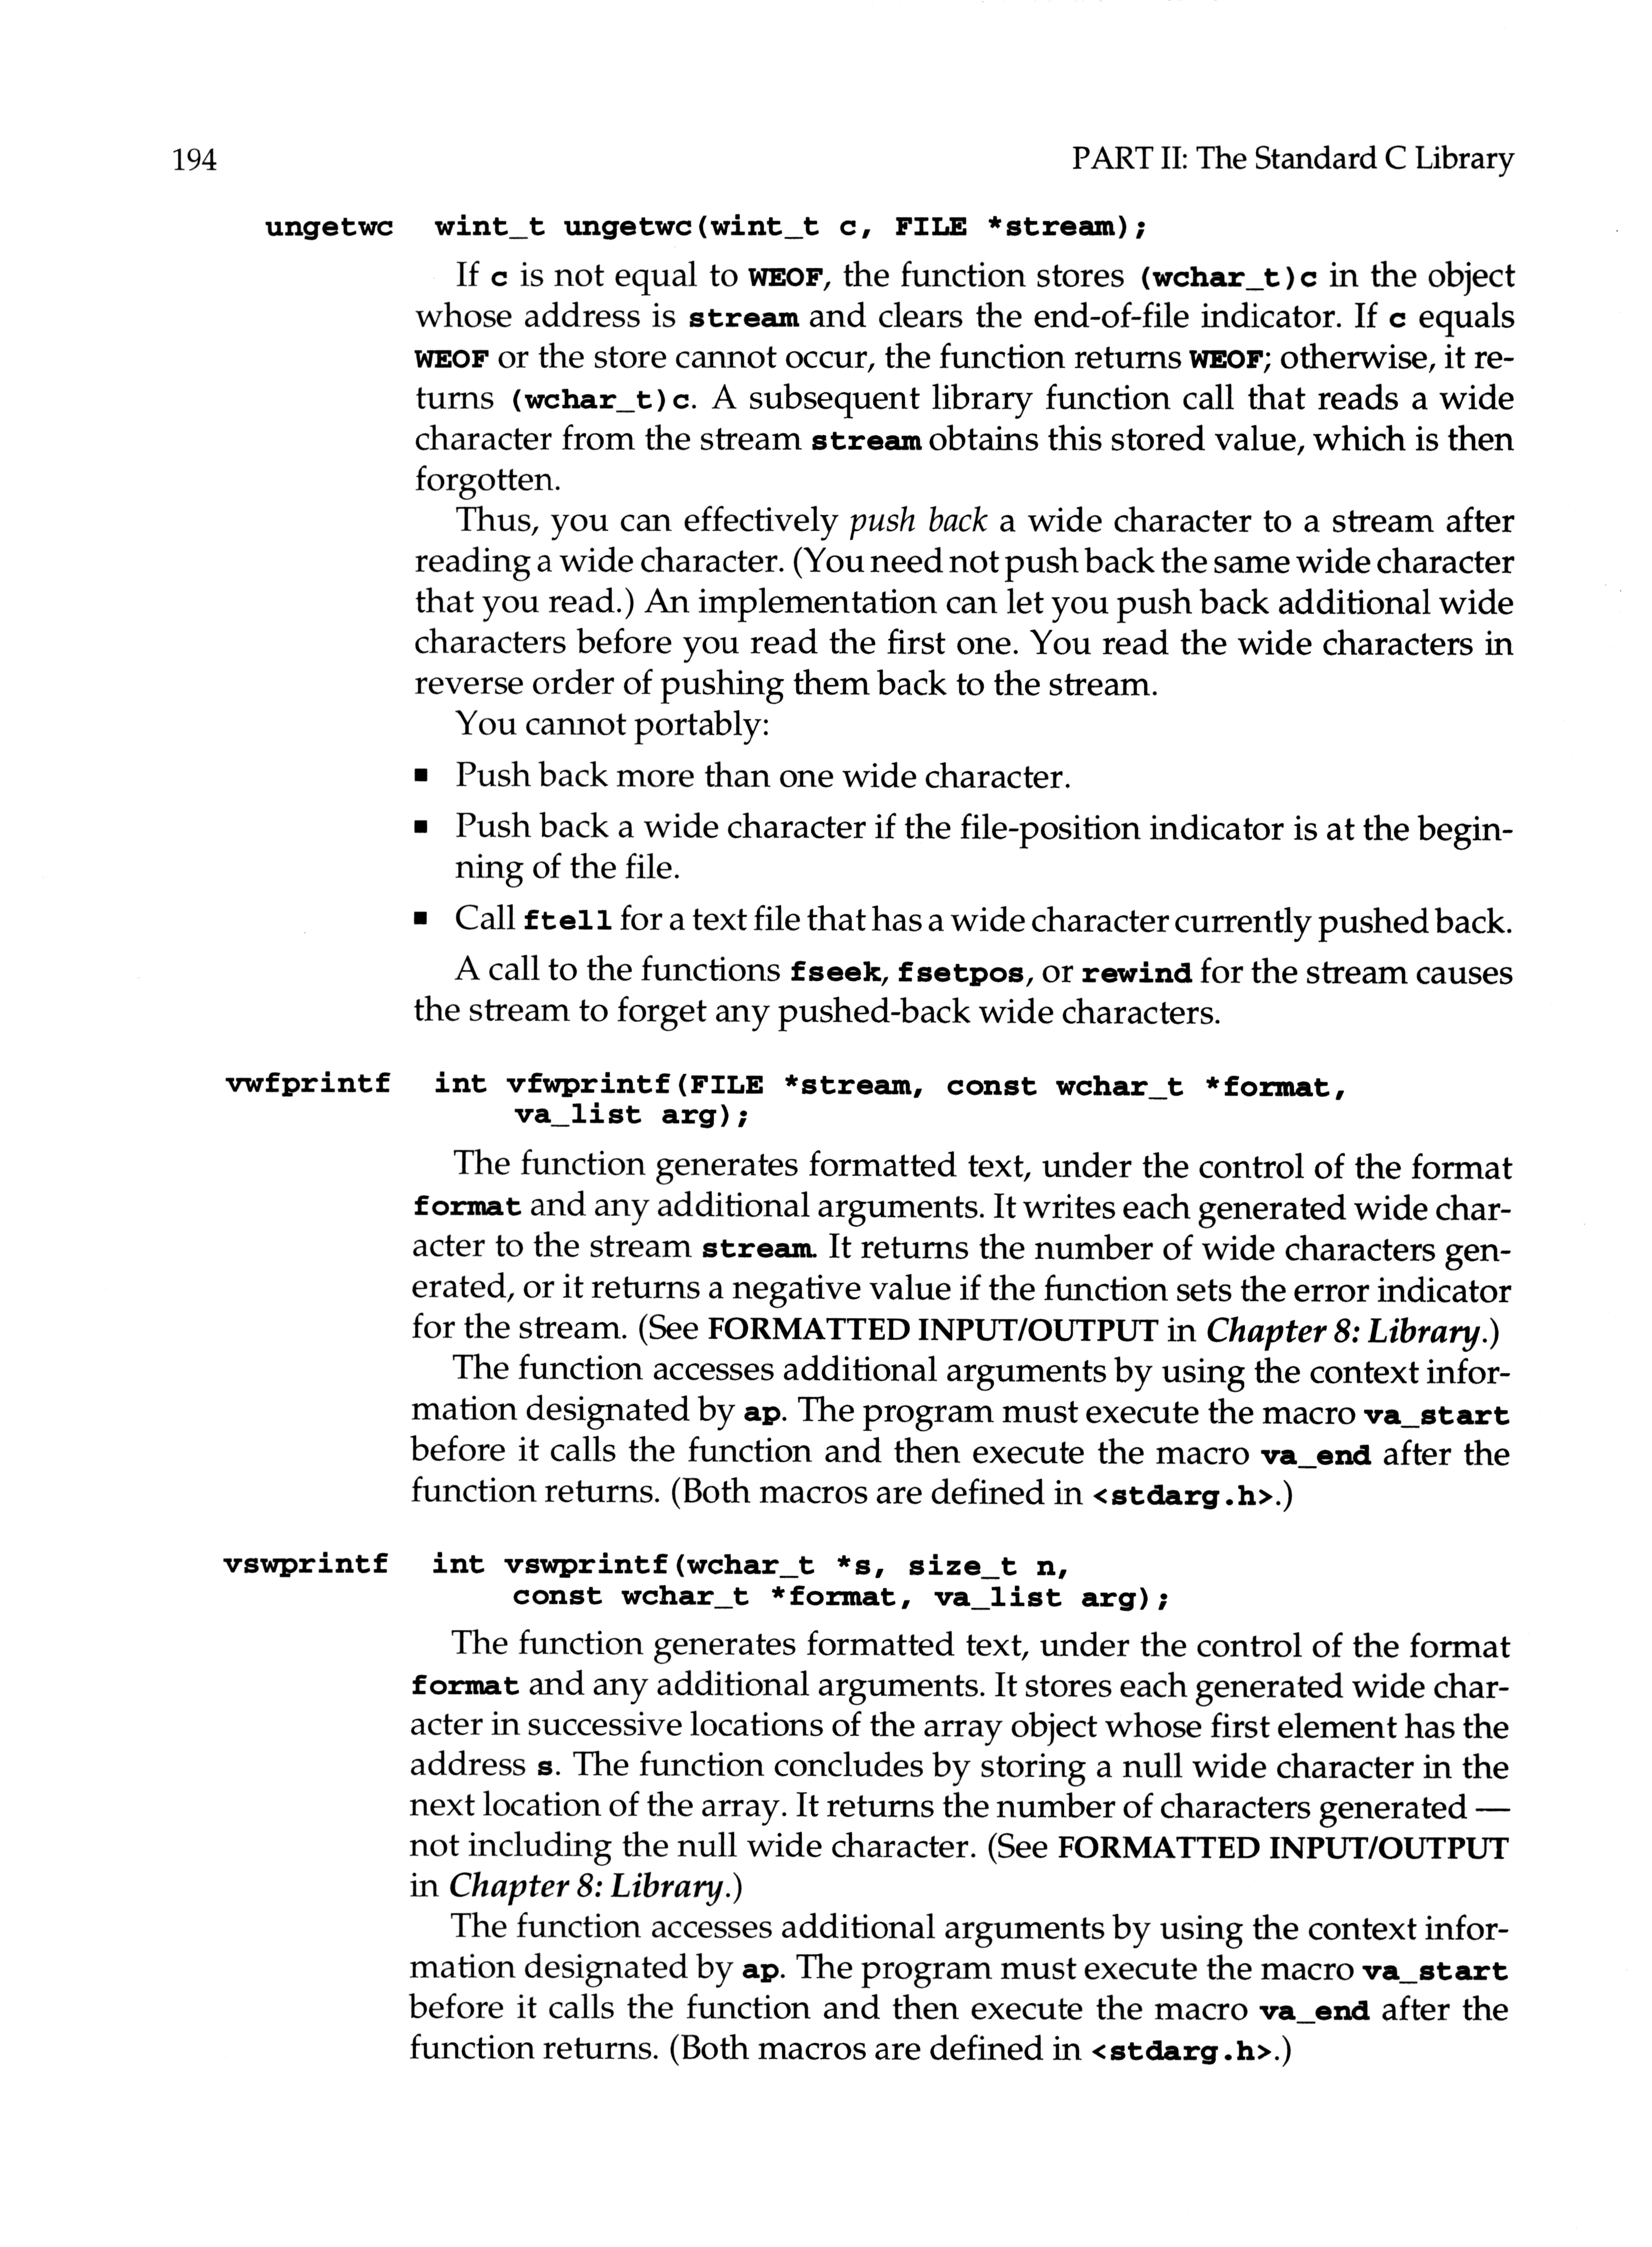 194 PART II: The Standard C Library
ungetwc wint_t ungetwc(wint_t c, FILE *stream);
If c is not equal to WEOF, the function stores (wchar_t)c in the object
whose address is stream and clears the end-of-file indicator. If c equals
WEOF or the store cannot occur, the function returns WEOF; otherwise, it re-
turns (wchar_t)c. A subsequent library function call that reads a wide
character from the stream stream obtains this stored value, which is then
forgotten.
Thus, you can effectively push back a wide character to a stream after
reading a wide character. (You need not push back the same wide character
that you read.) An implementation can let you push back additional wide
characters before you read the first one. You read the wide characters in
reverse order of pushing them back to the stream.
You cannot portably:
▪ Push back more than one wide character.
▪ Push back a wide character if the file-position indicator is at the begin-
ning of the file.
▪ Call ftell for a text file that has a wide character currently pushed back.
A call to the functions fseek, fsetpos, or rewind for the stream causes
the stream to forget any pushed-back wide characters.
vwfprintf int vfwprintf(FILE *stream, const wchar_t *format,
va_list arg);
The function generates formatted text, under the control of the format
format and any additional arguments. It writes each generated wide char-
acter to the stream stream. It returns the number of wide characters gen-
erated, or it returns a negative value if the function sets the error indicator
for the stream. (See FORMATTED INPUT/OUTPUT in Chapter 8: Library.)
The function accesses additional arguments by using the context infor-
mation designated by ap. The program must execute the macro va_start
before it calls the function and then execute the macro va_end after the
function returns. (Both macros are defined in <stdarg.h>.)
vswprintf int vswprintf(wchar_t *s, size_t n,
const wchar_t *format, va_list arg);
The function generates formatted text, under the control of the format
format and any additional arguments. It stores each generated wide char-
acter in successive locations of the array object whose first element has the
address s. The function concludes by storing a null wide character in the
next location of the array. It returns the number of characters generated —
not including the null wide character. (See FORMATTED INPUT/OUTPUT
in Chapter 8: Library.)
The function accesses additional arguments by using the context infor-
mation designated by ap. The program must execute the macro va_start
before it calls the function and then execute the macro va_end after the
function returns. (Both macros are defined in <stdarg.h>.)